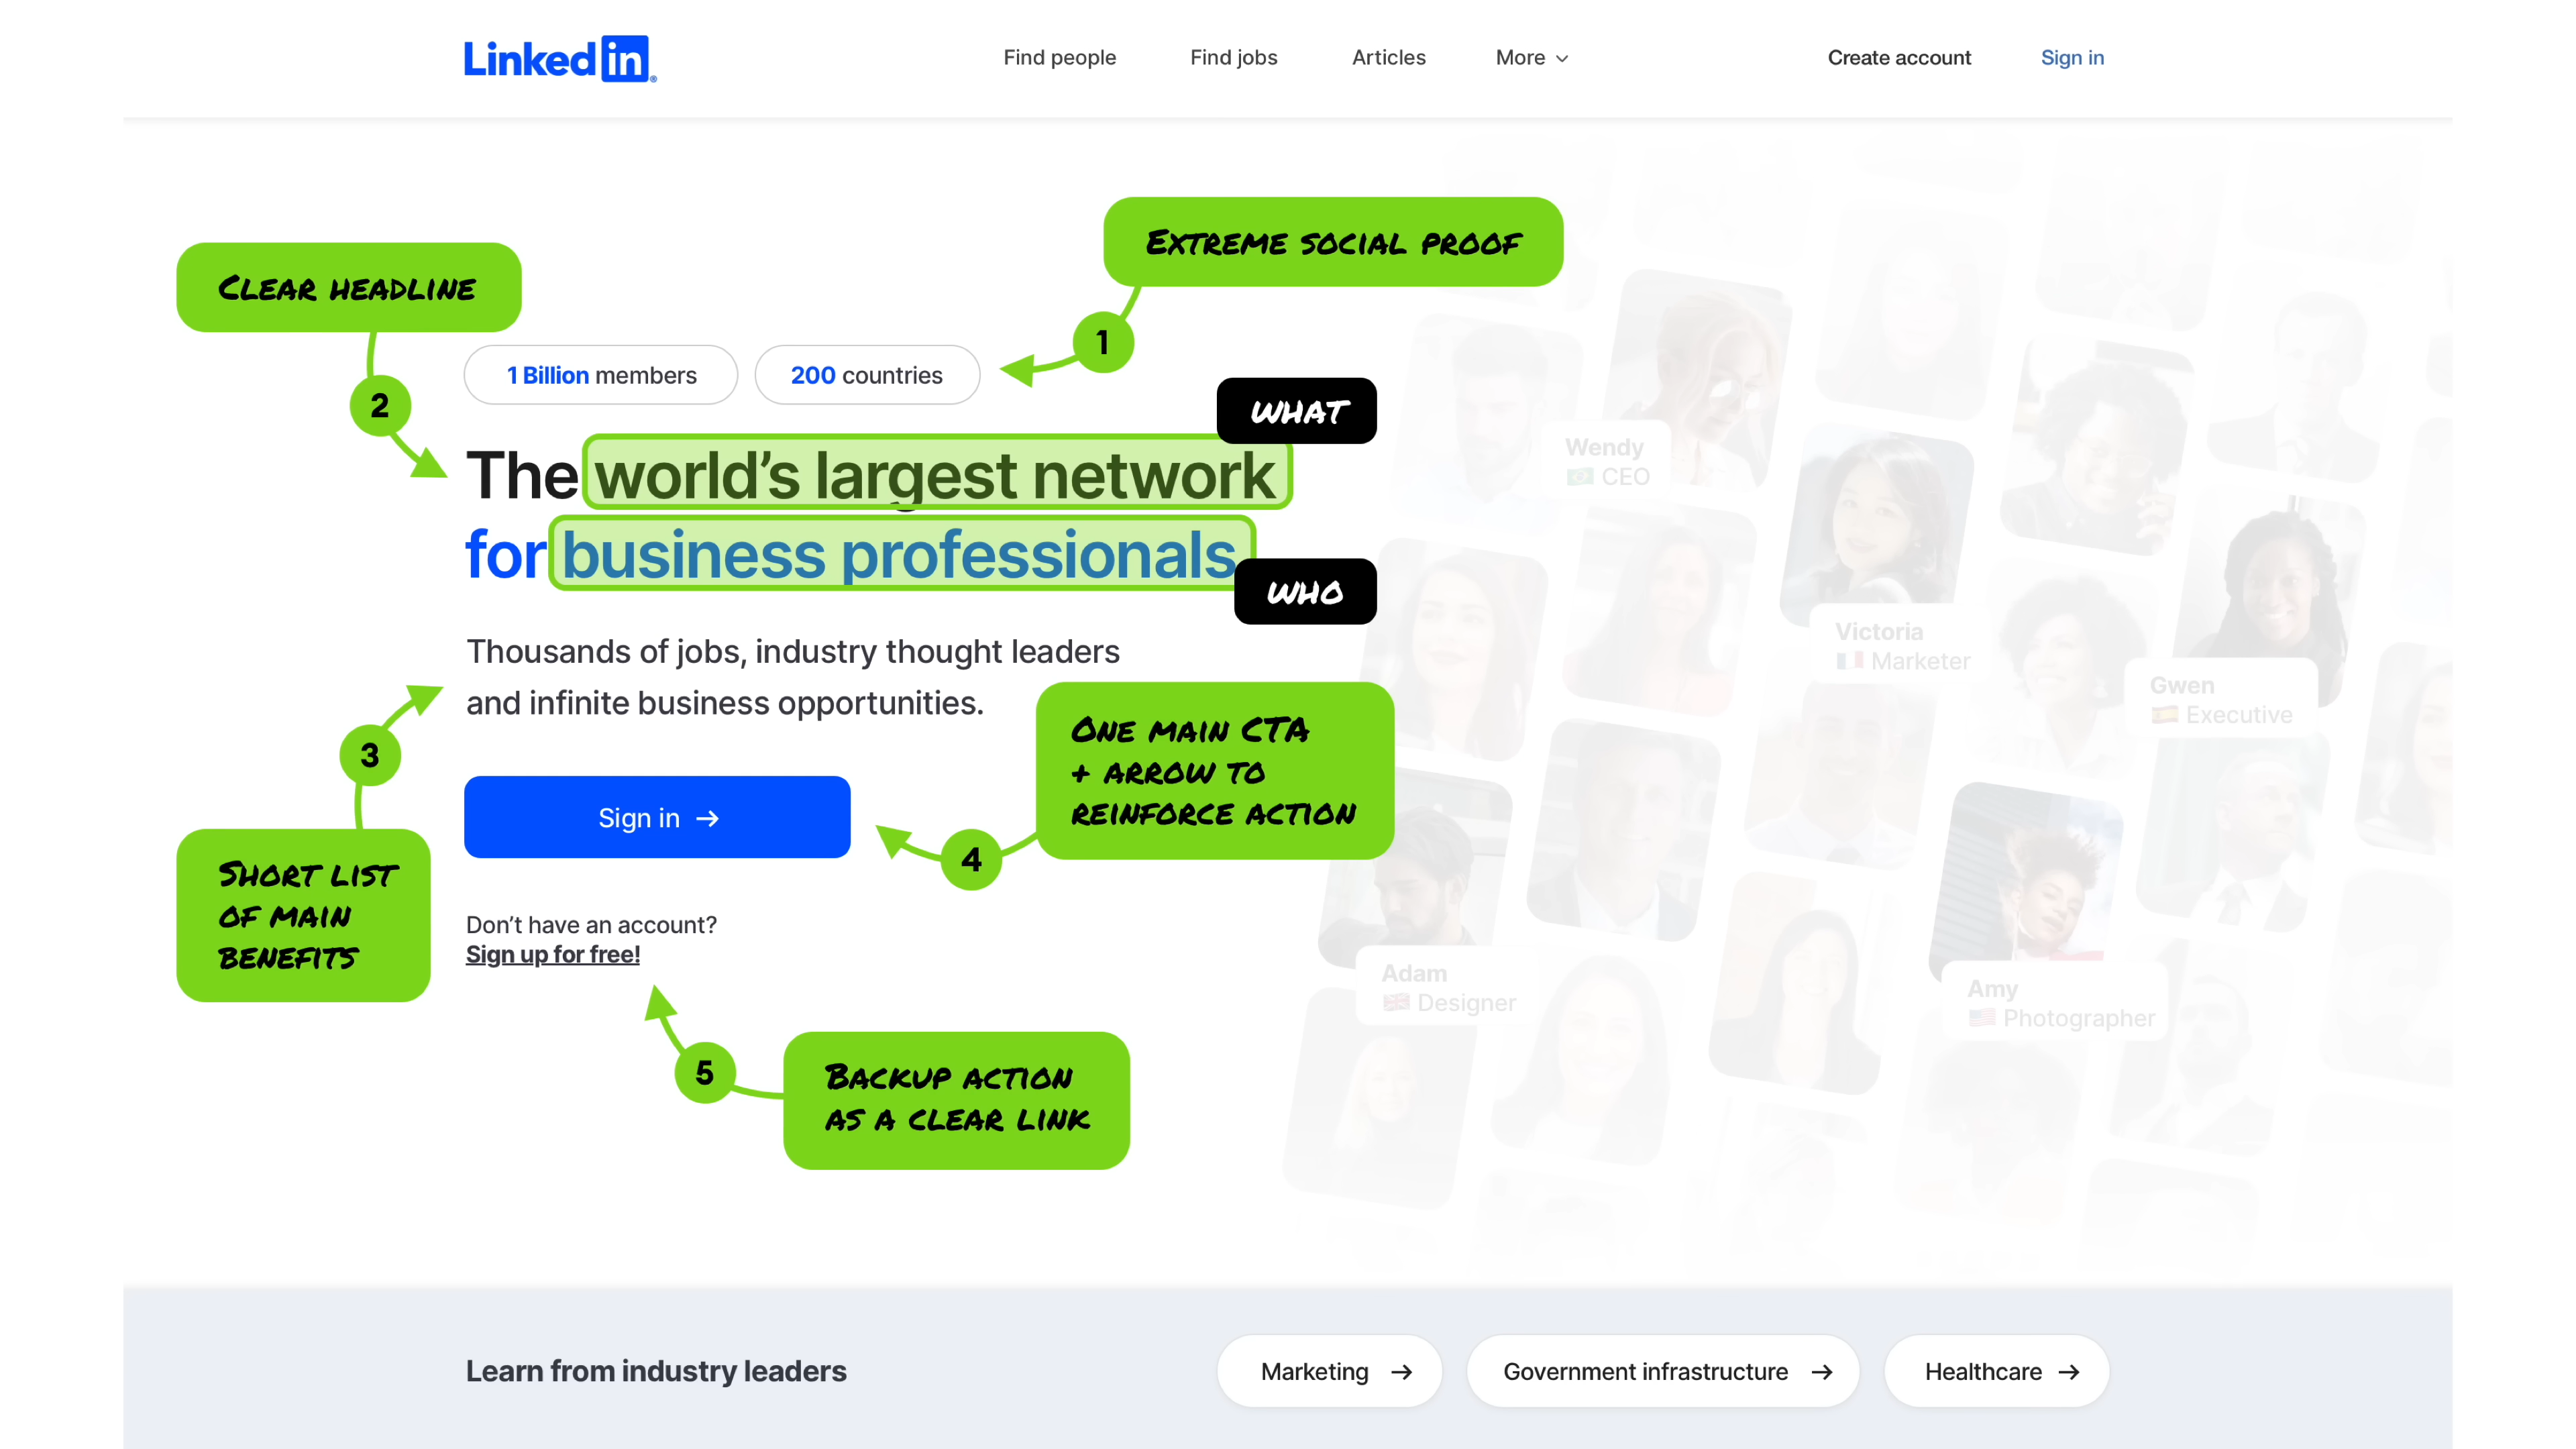 Linked in
Find people
Find jobs
Articles
More
Create account
Sign in
EXTREME SOCIAL PROOF
1
CLEAR HEADLINE
2
1 Billion members
200 countries
WHAT
The world's largest network
for business professionals
WHO
Thousands of jobs, industry thought leaders
and infinite business opportunities.
3
SHORT LIST
OF MAIN
BENEFITS
Sign in →
ONE MAIN CTA
+ ARROW TO
REINFORCE ACTION
4
Don't have an account?
Sign up for free!
5
BACKUP ACTION
AS A CLEAR LINK
Wendy
CEO
Victoria
Marketer
Gwen
Executive
Adam
Designer
Amy
Photographer
Learn from industry leaders
Marketing →
Government infrastructure →
Healthcare →